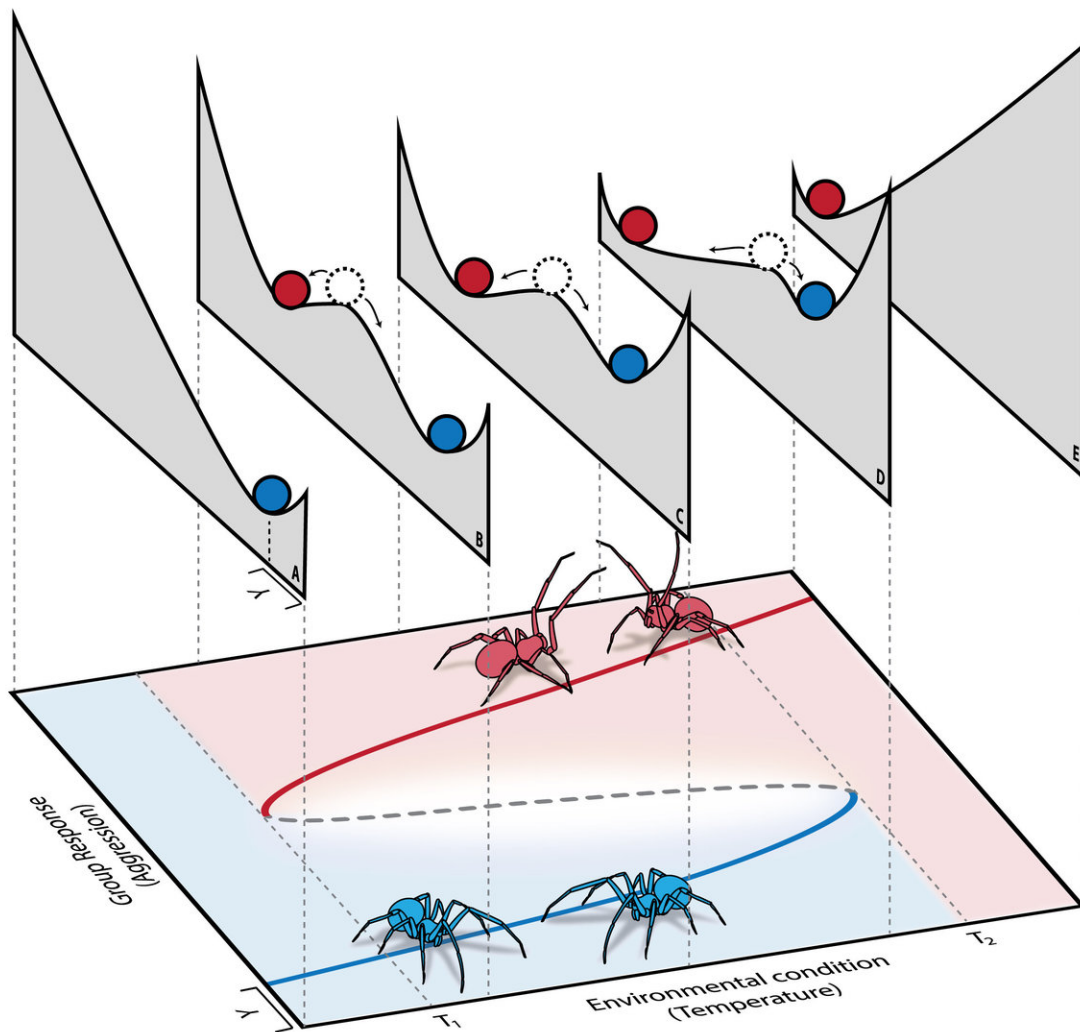 E
D
C
B
A
Y
Group Response
(Aggression)
Y
T1
Environmental condition
(Temperature)
T2